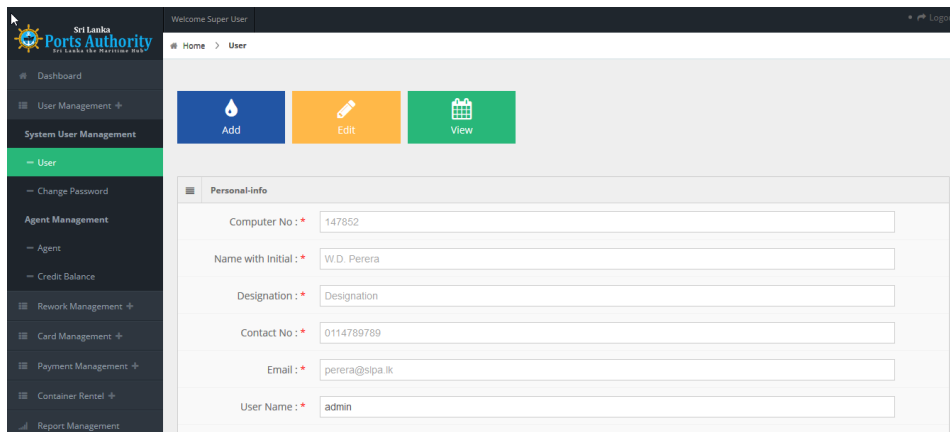 Sri Lanka
Ports Authority
Sri Lanka the Maritime Hub
Welcome Super User
Logou
Home > User
Dashboard
User Management +
System User Management
User
Change Password
Agent Management
Agent
Credit Balance
Rework Management +
Card Management +
Payment Management +
Container Rentel +
Report Management
Add
Edit
View
Personal-info
Computer No : * 147852
Name with Initial : * W.D. Perera
Designation : * Designation
Contact No : * 0114789789
Email : * perera@slpa.lk
User Name : * admin